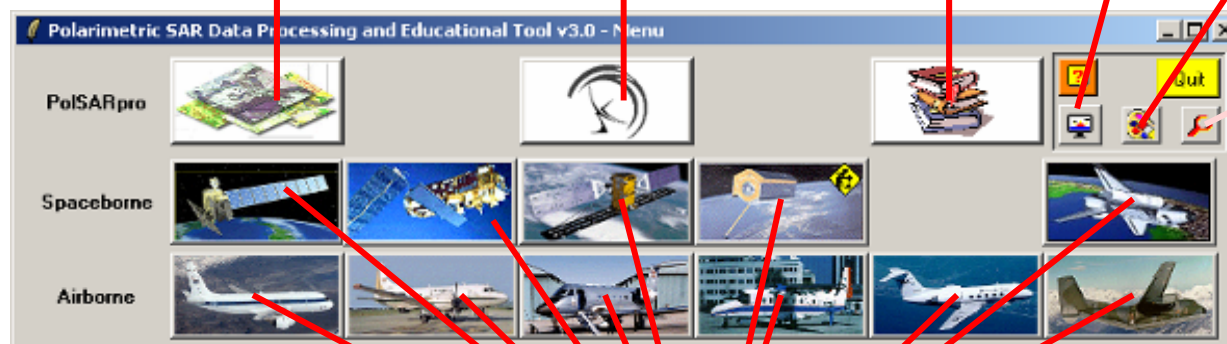 Polarimetric SAR Data Processing and Educational Tool v3.0 - Menu
PolSARpro
?
Quit
Spaceborne
Airborne